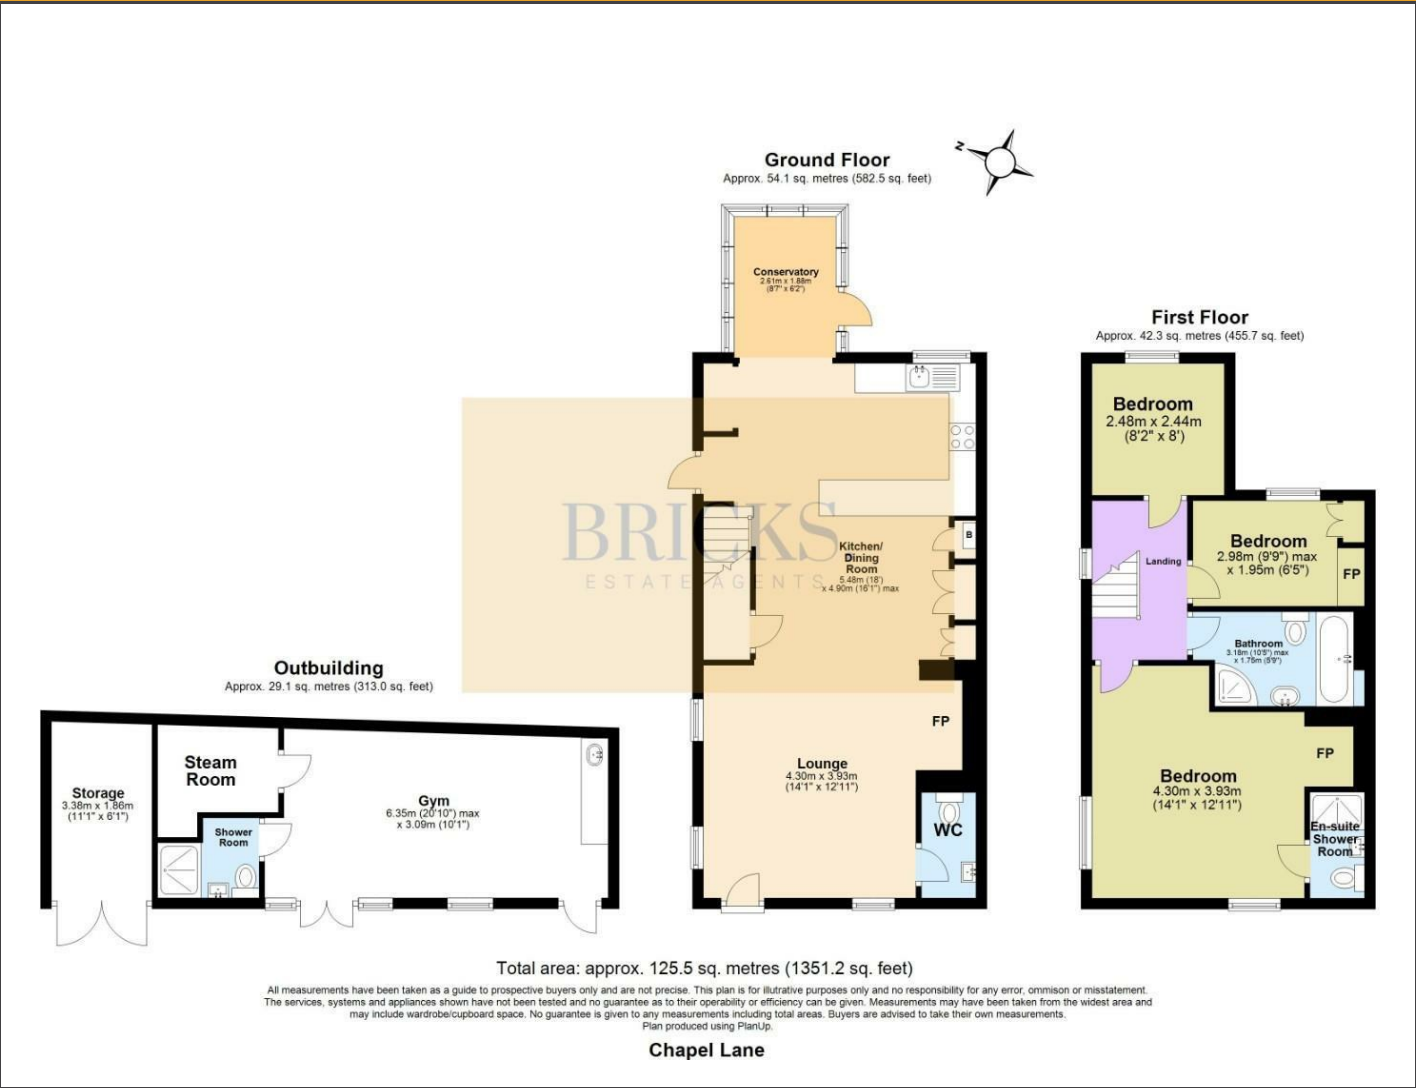 Ground Floor
Approx. 54.1 sq. metres (582.5 sq. feet)
N
Conservatory
2.61m x 1.88m
(8'7" x 6'2")
First Floor
Approx. 42.3 sq. metres (455.7 sq. feet)
Bedroom
2.48m x 2.44m
(8'2" x 8')
BRICKS
ESTATE AGENTS
Kitchen/
Dining
Room
5.48m (18')
x 4.90m (16'1") max
B
Landing
Bedroom
2.98m (9'9") max
x 1.95m (6'5")
FP
Bathroom
3.18m (10'5") max
x 1.75m (5'9")
Outbuilding
Approx. 29.1 sq. metres (313.0 sq. feet)
Storage
3.38m x 1.86m
(11'1" x 6'1")
Steam
Room
Shower
Room
Gym
6.35m (20'10") max
x 3.09m (10'1")
Lounge
4.30m x 3.93m
(14'1" x 12'11")
FP
WC
Bedroom
4.30m x 3.93m
(14'1" x 12'11")
FP
En-suite
Shower
Room
Total area: approx. 125.5 sq. metres (1351.2 sq. feet)
All measurements have been taken as a guide to prospective buyers only and are not precise. This plan is for illutrative purposes only and no responsibility for any error, ommison or misstatement.
The services, systems and appliances shown have not been tested and no guarantee as to their operability or efficiency can be given. Measurements may have been taken from the widest area and
may include wardrobe/cupboard space. No guarantee is given to any measurements including total areas. Buyers are advised to take their own measurements.
Plan produced using PlanUp.
Chapel Lane